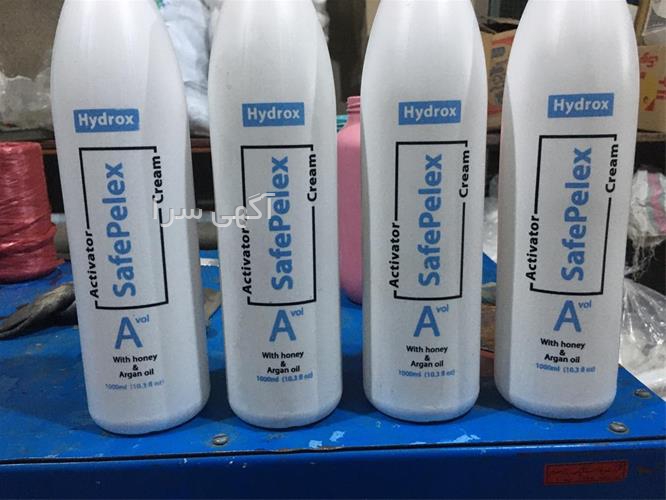 Hydrox
Activator
SafePelex
Cream
A vol
With honey
&
Argan oil
1000ml (10.3 fl oz)
Hydrox
SafePelex
Cream
A vol
With honey
&
Argan oil
1000ml (10.3 fl oz)
Hydrox
Activator
SafePelex
Cream
A vol
With honey
&
Argan oil
1000ml (10.3 fl oz)
Hydrox
Activator
SafePelex
Cream
A vol
With honey
&
Argan oil
1000ml (10.3 fl oz)
آگهی سرا